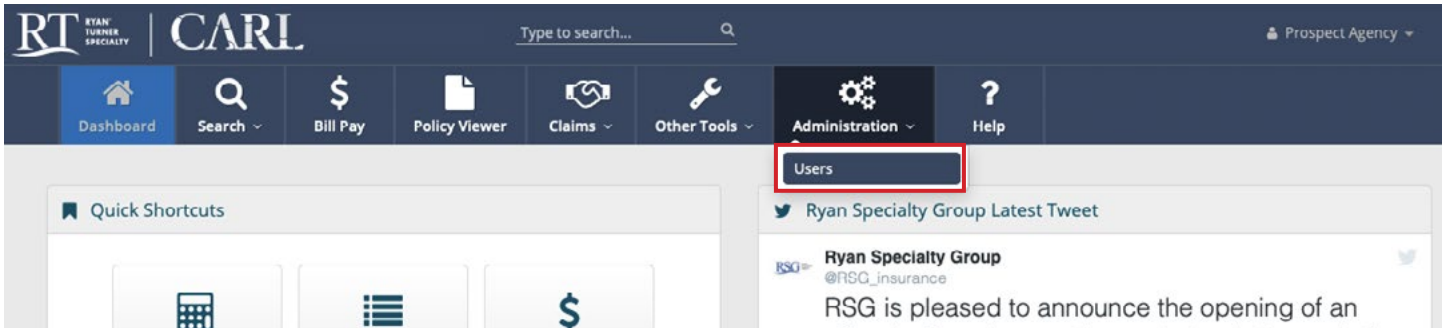 RT RYAN TURNER SPECIALTY | CARL
Type to search...
Prospect Agency
Dashboard
Search
Bill Pay
Policy Viewer
Claims
Other Tools
Administration
? Help
Users
Quick Shortcuts
$
Ryan Specialty Group Latest Tweet
RSG
Ryan Specialty Group
@RSG_insurance
RSG is pleased to announce the opening of an